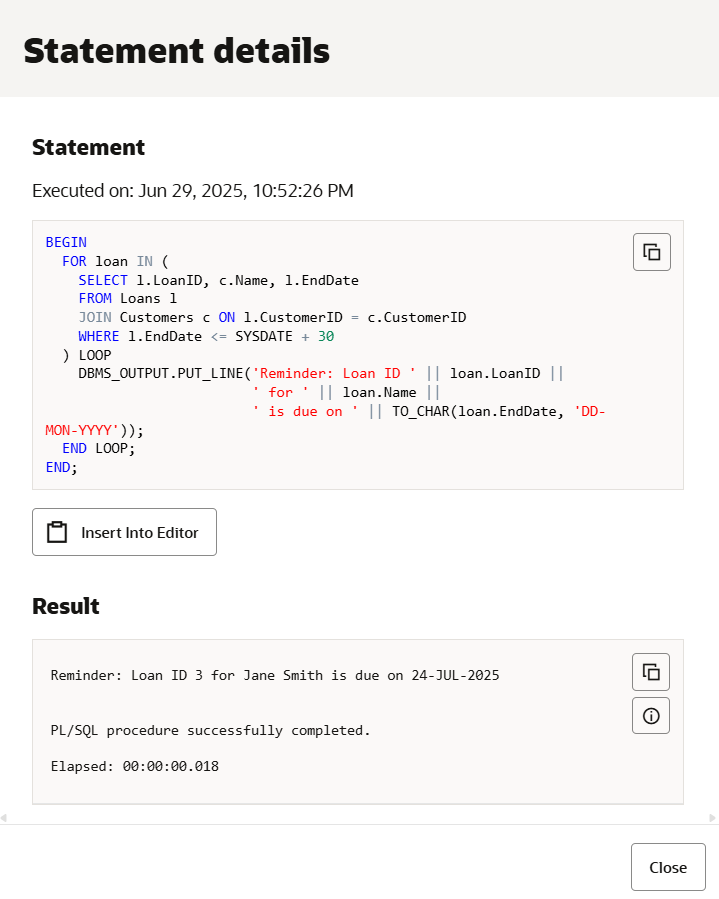 Statement details
Statement
Executed on: Jun 29, 2025, 10:52:26 PM
BEGIN
  FOR loan IN (
    SELECT l.LoanID, c.Name, l.EndDate
    FROM Loans l
    JOIN Customers c ON l.CustomerID = c.CustomerID
    WHERE l.EndDate <= SYSDATE + 30
  ) LOOP
    DBMS_OUTPUT.PUT_LINE('Reminder: Loan ID ' || loan.LoanID ||
                         ' for ' || loan.Name ||
                         ' is due on ' || TO_CHAR(loan.EndDate, 'DD-
MON-YYYY'));
  END LOOP;
END;
Insert Into Editor
Result
Reminder: Loan ID 3 for Jane Smith is due on 24-JUL-2025
PL/SQL procedure successfully completed.
Elapsed: 00:00:00.018
Close